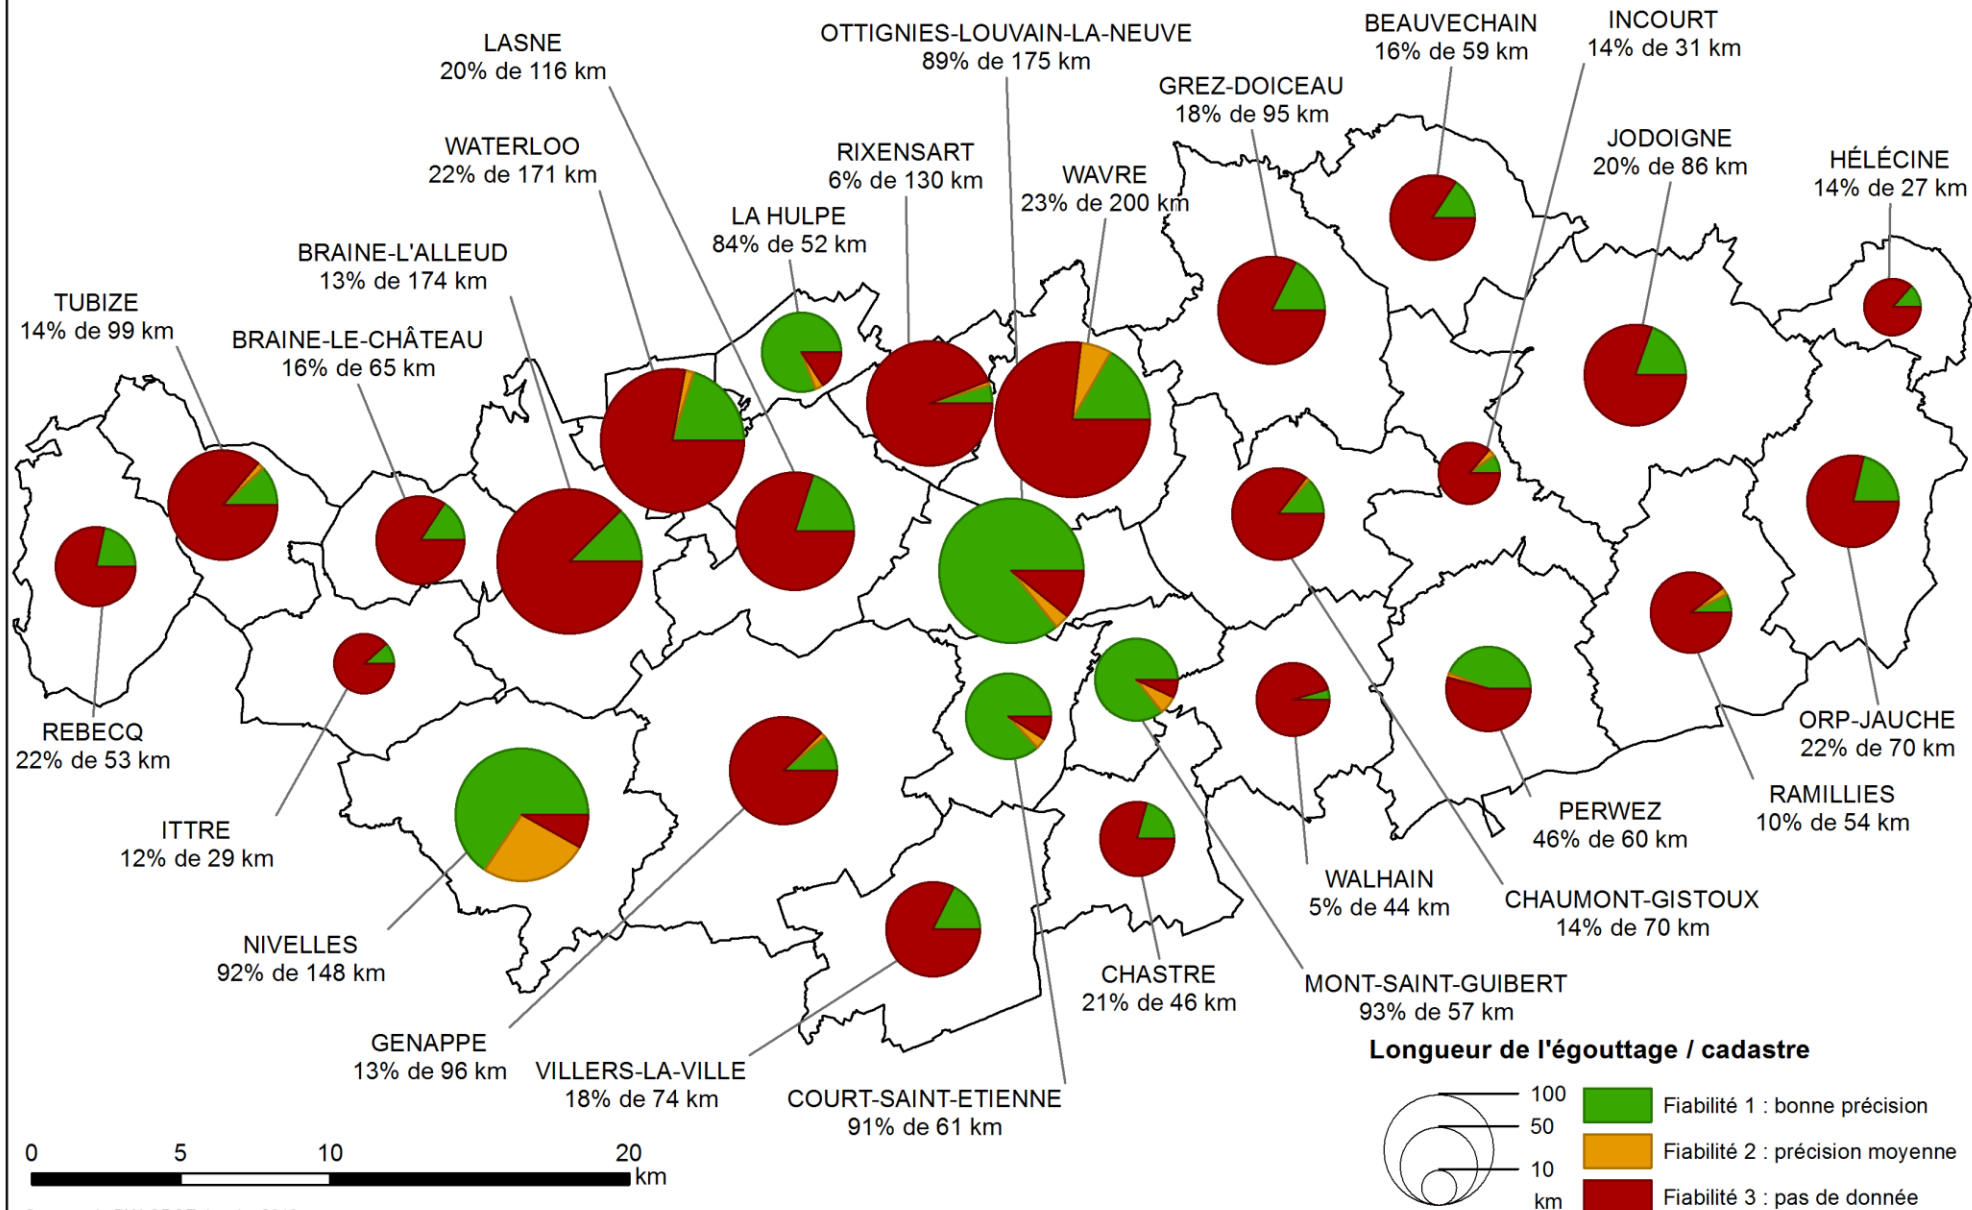 BEAUVECHAIN
16% de 59 km
INCOURT
14% de 31 km
OTTIGNIES-LOUVAIN-LA-NEUVE
89% de 175 km
LASNE
20% de 116 km
GREZ-DOICEAU
18% de 95 km
JODOIGNE
20% de 86 km
HÉLÉCINE
14% de 27 km
WATERLOO
22% de 171 km
RIXENSART
6% de 130 km
WAVRE
23% de 200 km
LA HULPE
84% de 52 km
BRAINE-L'ALLEUD
13% de 174 km
TUBIZE
14% de 99 km
BRAINE-LE-CHÂTEAU
16% de 65 km
REBECQ
22% de 53 km
ORP-JAUCHE
22% de 70 km
ITTRE
12% de 29 km
RAMILLIES
10% de 54 km
PERWEZ
46% de 60 km
WALHAIN
5% de 44 km
CHAUMONT-GISTOUX
14% de 70 km
NIVELLES
92% de 148 km
CHASTRE
21% de 46 km
MONT-SAINT-GUIBERT
93% de 57 km
GENAPPE
13% de 96 km
VILLERS-LA-VILLE
18% de 74 km
COURT-SAINT-ETIENNE
91% de 61 km
Longueur de l'égouttage / cadastre
100
50
10
km
Fiabilité 1 : bonne précision
Fiabilité 2 : précision moyenne
Fiabilité 3 : pas de donnée
0 5 10 20
km